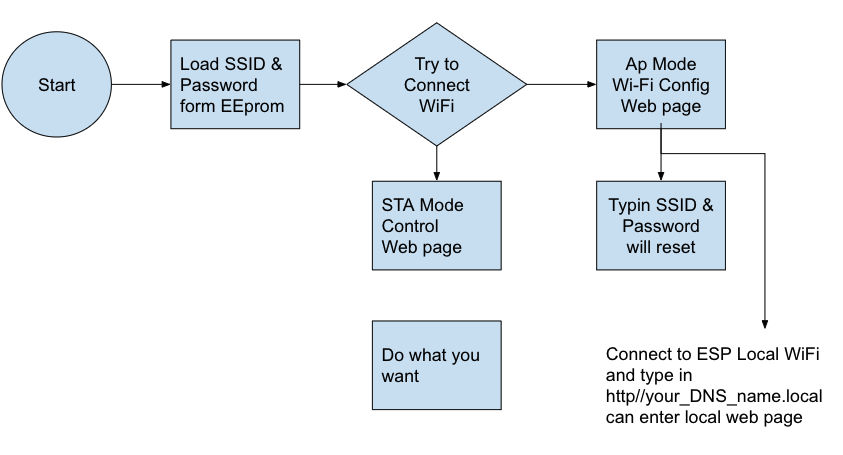 Start
Load SSID &
Password
form EEprom
Try to
Connect
WiFi
Ap Mode
Wi-Fi Config
Web page
STA Mode
Control
Web page
Typin SSID &
Password
will reset
Do what you
want
Connect to ESP Local WiFi
and type in
http//your_DNS_name.local
can enter local web page